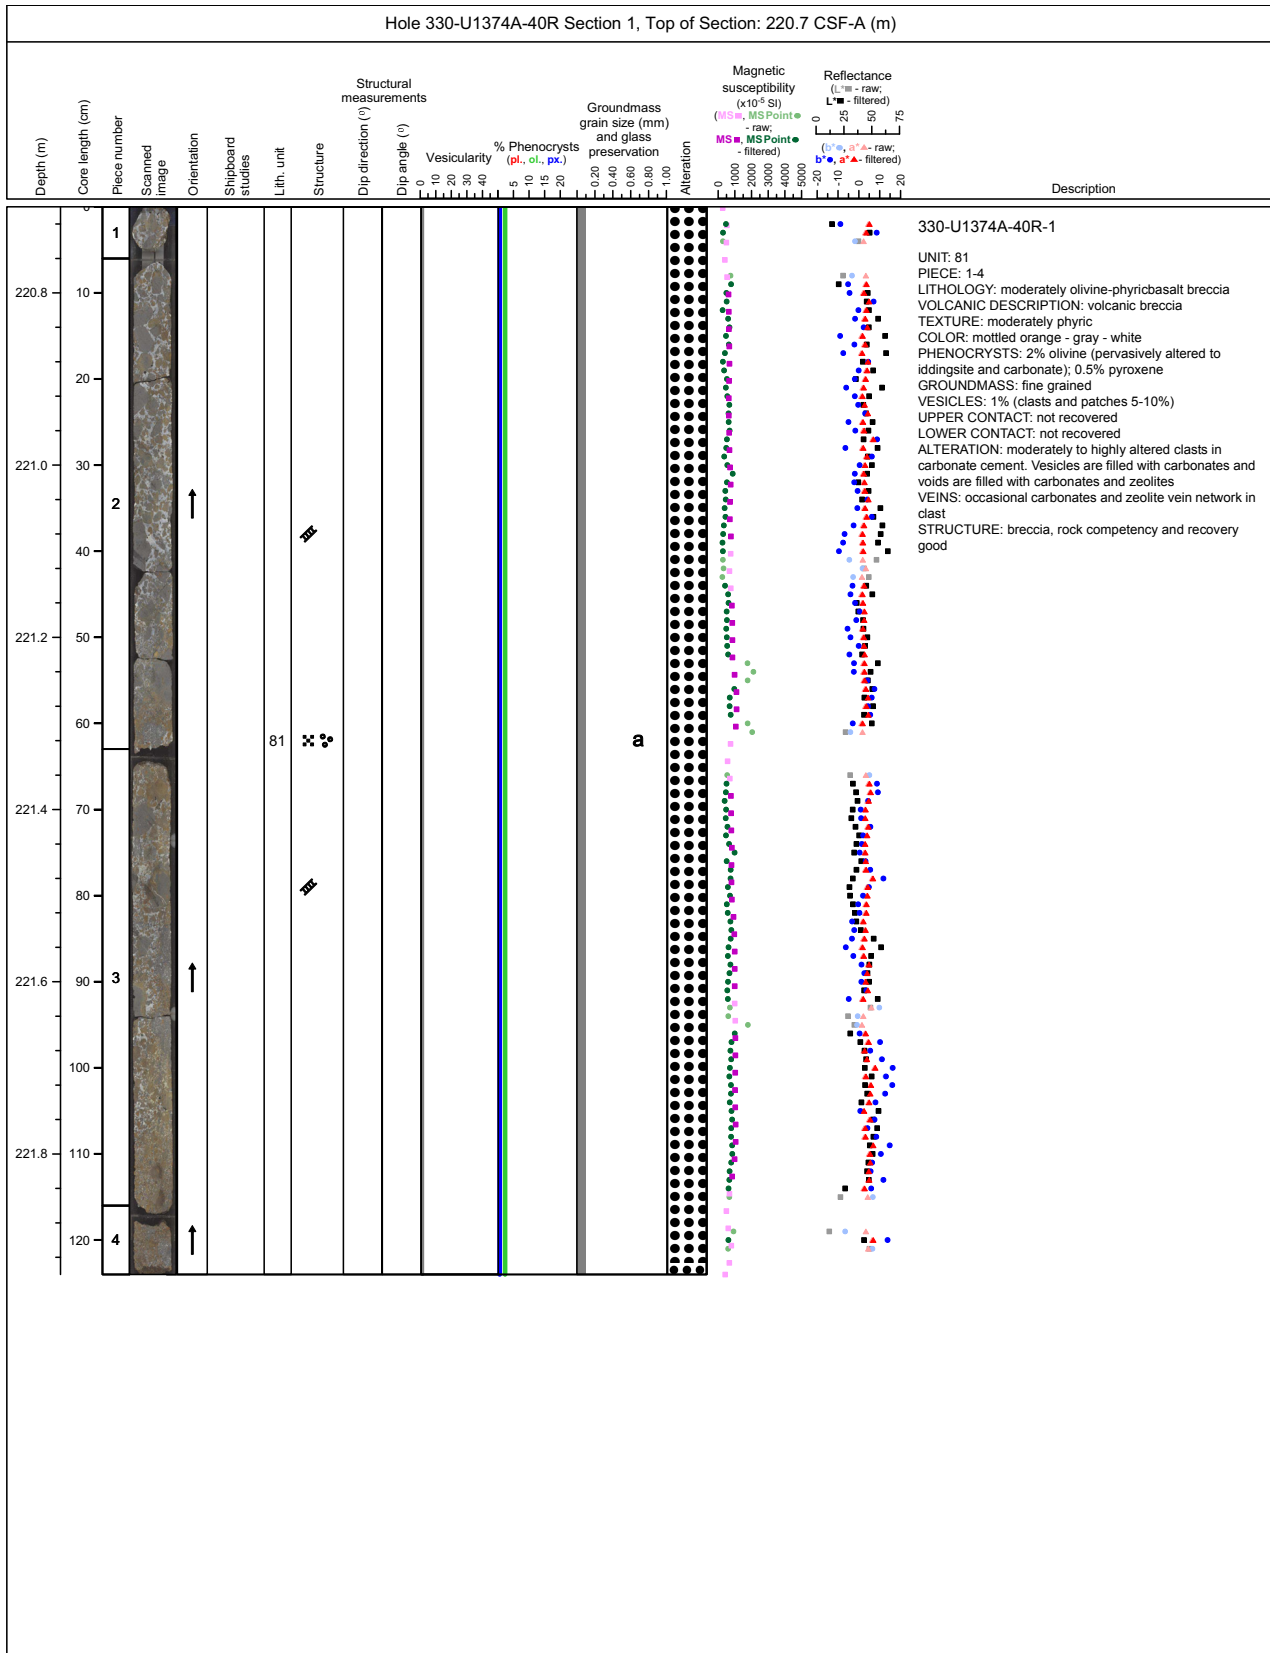 Hole 330-U1374A-40R Section 1, Top of Section: 220.7 CSF-A (m)
Depth (m)
Core length (cm)
Piece number
Scanned
image
Orientation
Shipboard
studies
Lith. unit
Structure
Structural
measurements
Dip direction (º)
Dip angle (º)
Vesicularity
0 10 20 30 40
% Phenocrysts
(pl., ol., px.)
5 10 15 20
Groundmass
grain size (mm)
and glass
preservation
0.20 0.40 0.60 0.80 1.00
Alteration
Magnetic
susceptibility
(x10-5 SI)
(MS, MSPoint
- raw;
MS, MSPoint
- filtered)
0 1000 2000 3000 4000 5000
Reflectance
(L* - raw;
L* - filtered)
0 25 50 75
(b*, a* - raw;
b*, a* - filtered)
-20 -10 0 10 20
Description
0
1
220.8
10
20
221.0
30
2
40
221.2
50
60
81
a
221.4
70
80
221.6
90
3
100
221.8
110
120
4
330-U1374A-40R-1
UNIT: 81
PIECE: 1-4
LITHOLOGY: moderately olivine-phyricbasalt breccia
VOLCANIC DESCRIPTION: volcanic breccia
TEXTURE: moderately phyric
COLOR: mottled orange - gray - white
PHENOCRYSTS: 2% olivine (pervasively altered to
iddingsite and carbonate); 0.5% pyroxene
GROUNDMASS: fine grained
VESICLES: 1% (clasts and patches 5-10%)
UPPER CONTACT: not recovered
LOWER CONTACT: not recovered
ALTERATION: moderately to highly altered clasts in
carbonate cement. Vesicles are filled with carbonates and
voids are filled with carbonates and zeolites
VEINS: occasional carbonates and zeolite vein network in
clast
STRUCTURE: breccia, rock competency and recovery
good